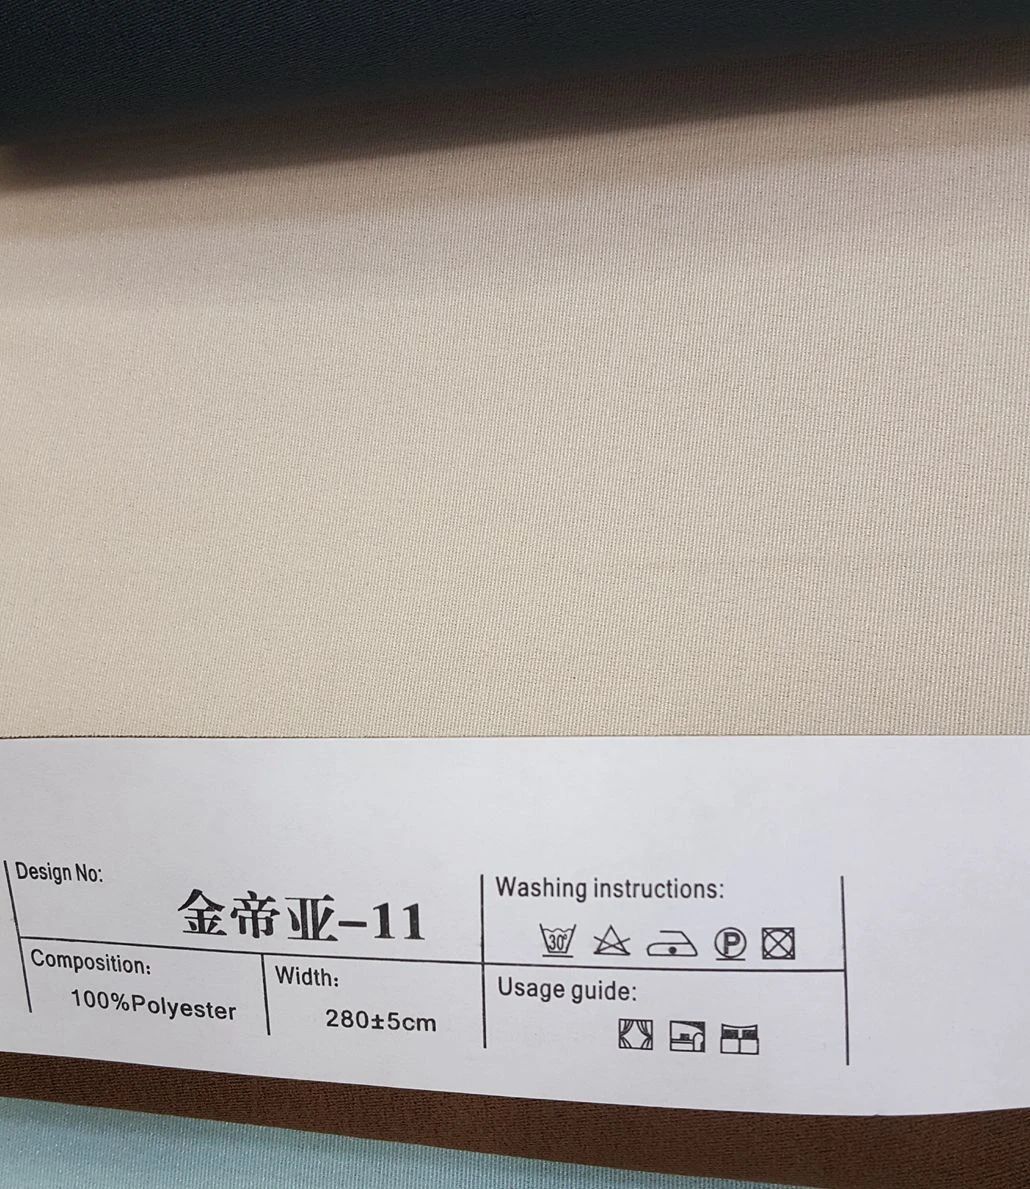 Design No:
金帝亚-11
Composition:
100%Polyester
Width:
280±5cm
Washing instructions:
30°
P
Usage guide: